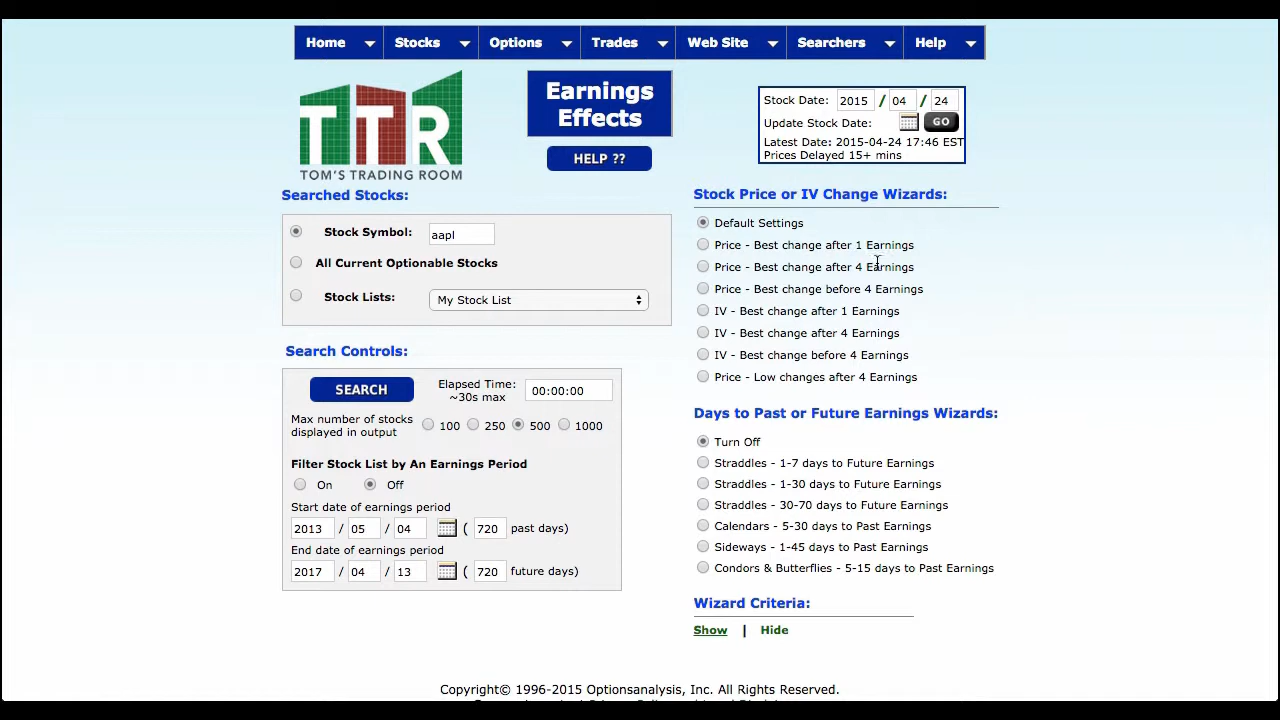 Home
Stocks
Options
Trades
Web Site
Searchers
Help
TTR
TOM'S TRADING ROOM
Earnings
Effects
HELP ??
Stock Date: 2015 / 04 / 24
Update Stock Date: GO
Latest Date: 2015-04-24 17:46 EST
Prices Delayed 15+ mins
Searched Stocks:
Stock Symbol: aapl
All Current Optionable Stocks
Stock Lists: My Stock List
Search Controls:
SEARCH
Elapsed Time: 00:00:00
~30s max
Max number of stocks
displayed in output
100 250 500 1000
Filter Stock List by An Earnings Period
On Off
Start date of earnings period
2013 / 05 / 04 ( 720 past days)
End date of earnings period
2017 / 04 / 13 ( 720 future days)
Stock Price or IV Change Wizards:
Default Settings
Price - Best change after 1 Earnings
Price - Best change after 4 Earnings
Price - Best change before 4 Earnings
IV - Best change after 1 Earnings
IV - Best change after 4 Earnings
IV - Best change before 4 Earnings
Price - Low changes after 4 Earnings
Days to Past or Future Earnings Wizards:
Turn Off
Straddles - 1-7 days to Future Earnings
Straddles - 1-30 days to Future Earnings
Straddles - 30-70 days to Future Earnings
Calendars - 5-30 days to Past Earnings
Sideways - 1-45 days to Past Earnings
Condors & Butterflies - 5-15 days to Past Earnings
Wizard Criteria:
Show | Hide
Copyright© 1996-2015 Optionsanalysis, Inc. All Rights Reserved.